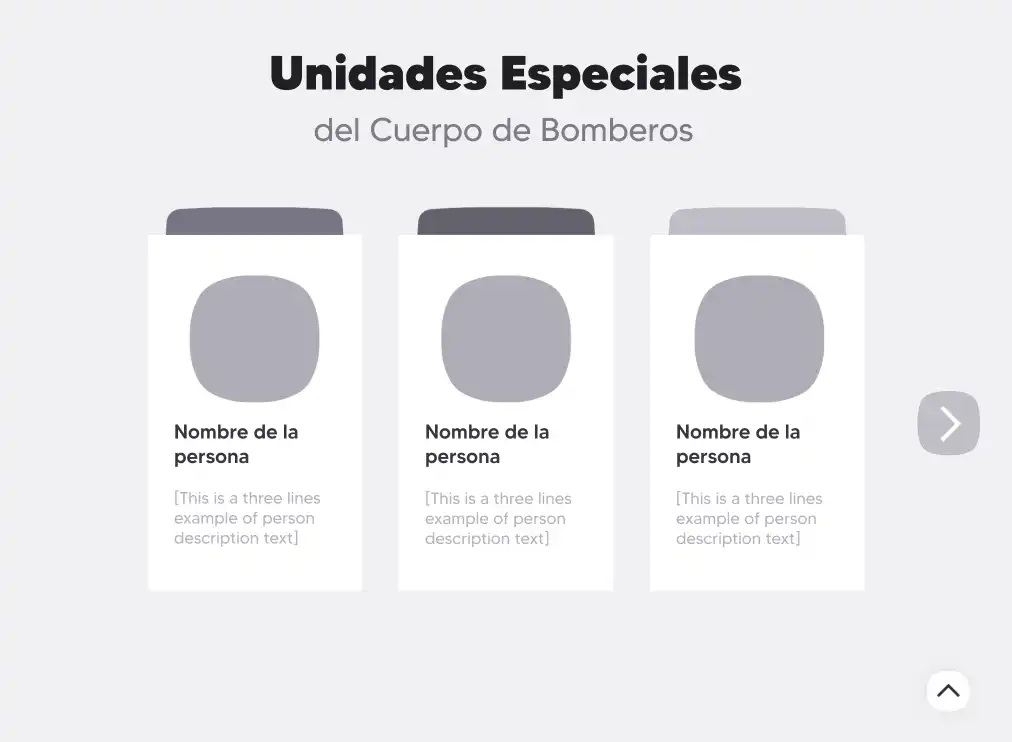 Unidades Especiales
del Cuerpo de Bomberos
Nombre de la
persona
[This is a three lines
example of person
description text]
Nombre de la
persona
[This is a three lines
example of person
description text]
Nombre de la
persona
[This is a three lines
example of person
description text]